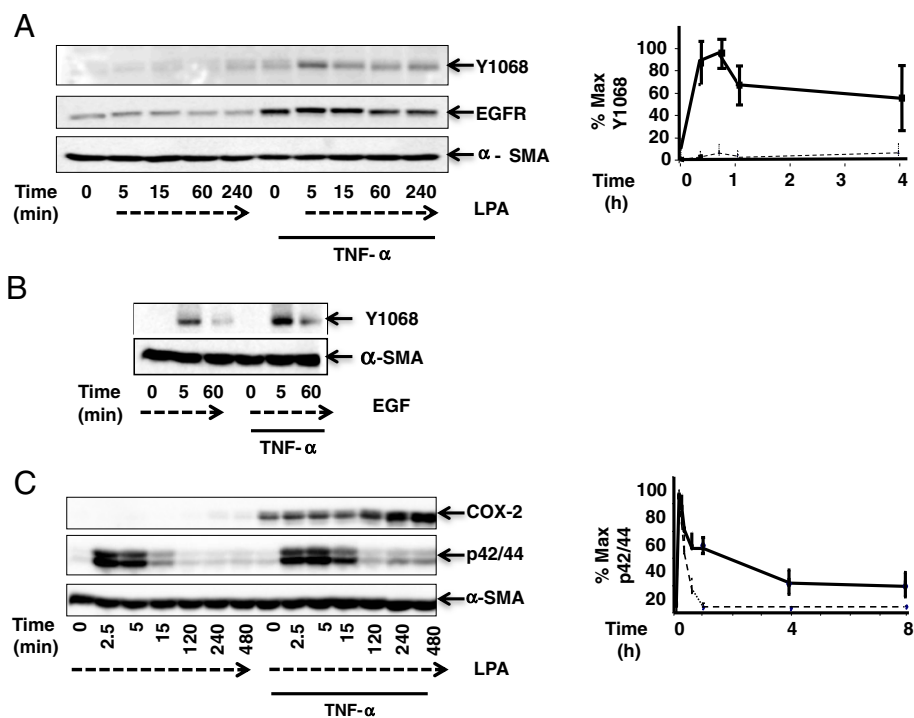 A
Y1068
EGFR
α - SMA
Time (min) 0 5 15 60 240 0 5 15 60 240 LPA
TNF- α
% Max Y1068
100
80
60
40
20
0
0 1 2 3 4
Time (h)
B
Y1068
α-SMA
Time (min) 0 5 60 0 5 60 EGF
TNF- α
C
COX-2
p42/44
α-SMA
Time (min) 0 2.5 5 15 120 240 480 0 2.5 5 15 120 240 480
LPA
TNF- α
% Max p42/44
100
80
60
40
20
0 4 8
Time (h)